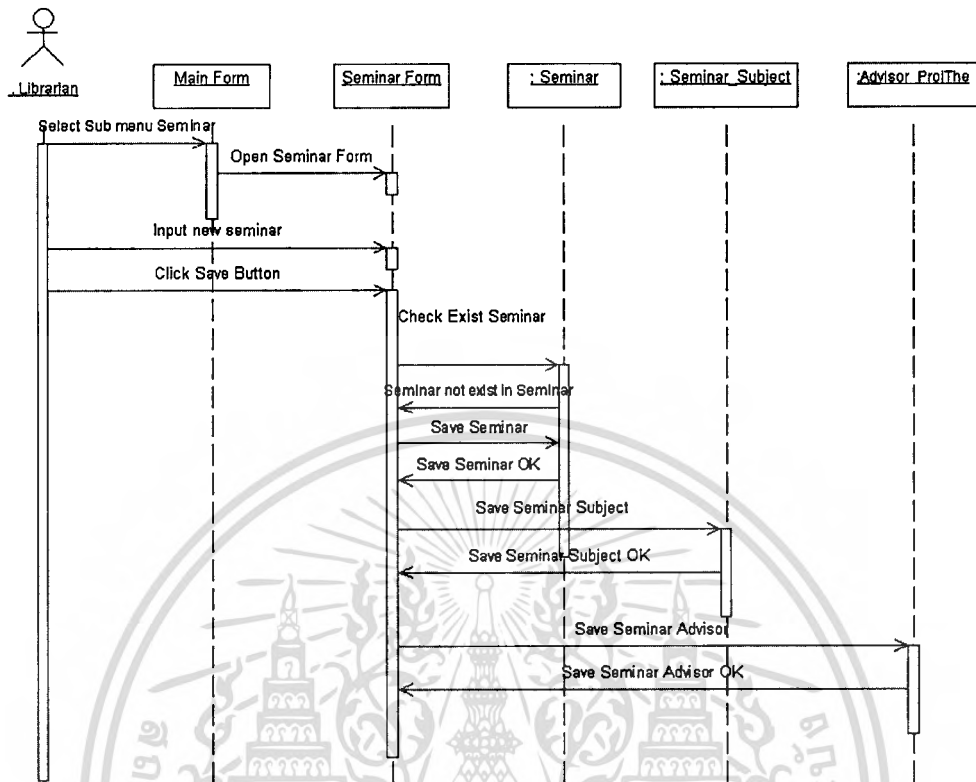 : Librarian
Main Form
Seminar Form
: Seminar
: Seminar_Subject
:Advisor_ProjThe
Select Sub menu Seminar
Open Seminar Form
Input new seminar
Click Save Button
Check Exist Seminar
Seminar not exist in Seminar
Save Seminar
Save Seminar OK
Save Seminar Subject
Save Seminar Subject OK
Save Seminar Advisor
Save Seminar Advisor OK